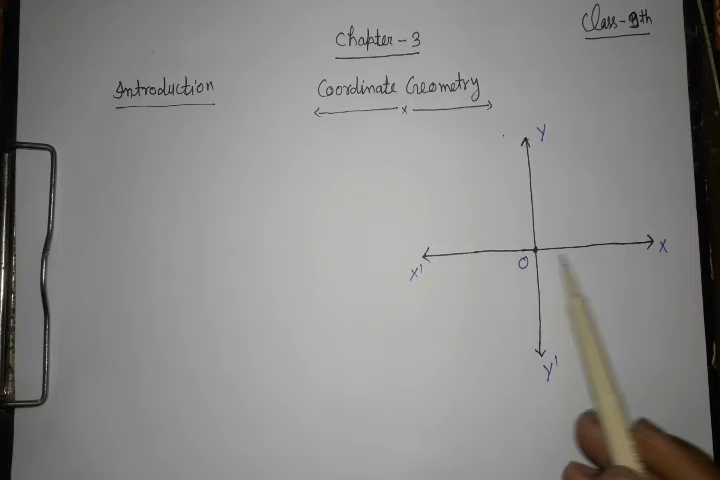 Class-9th
Chapter-3
Introduction
Coordinate Geometry
x
Y
X
O
X'
Y'